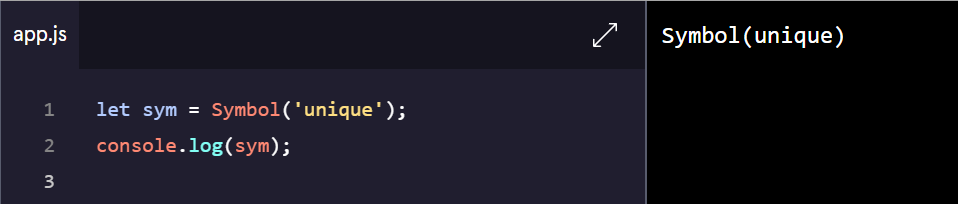 app.js
1 let sym = Symbol('unique');
2 console.log(sym);
3
Symbol(unique)